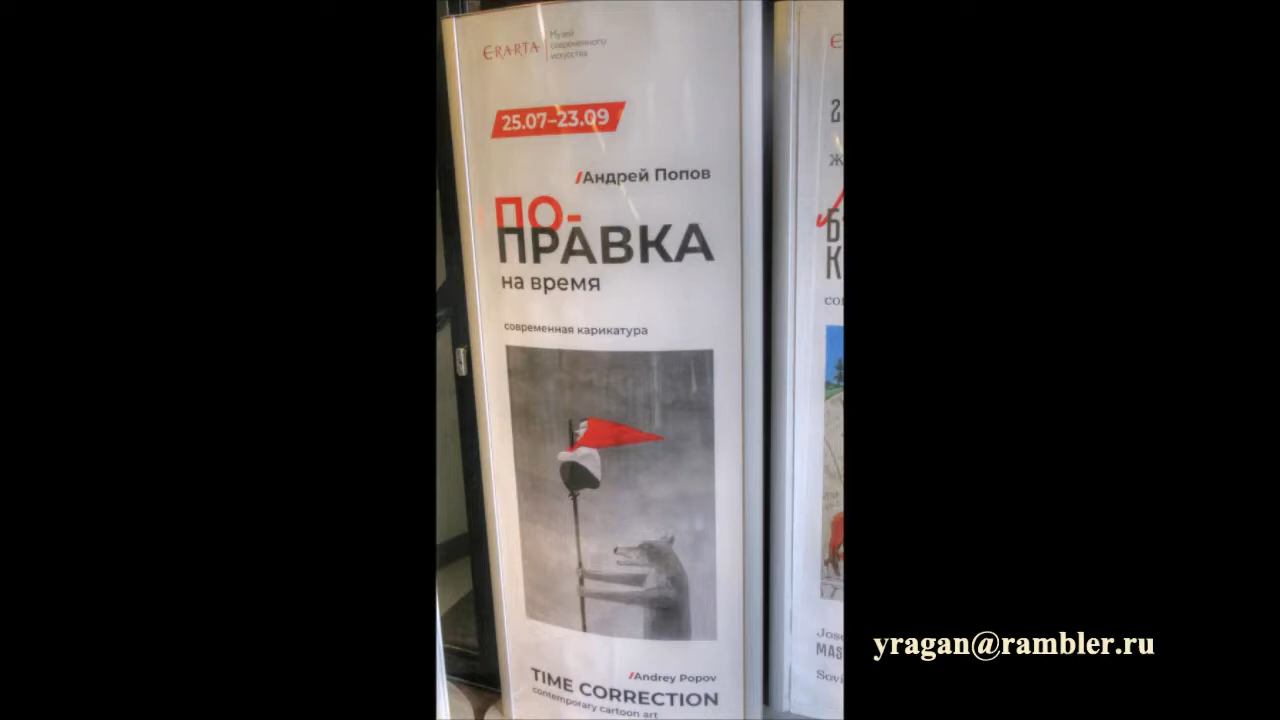 ERARTA
Музей
современного
искусства
25.07–23.09
/Андрей Попов
ПО-
ПРАВКА
на время
современная карикатура
/Andrey Popov
TIME CORRECTION
contemporary cartoon art
yragan@rambler.ru